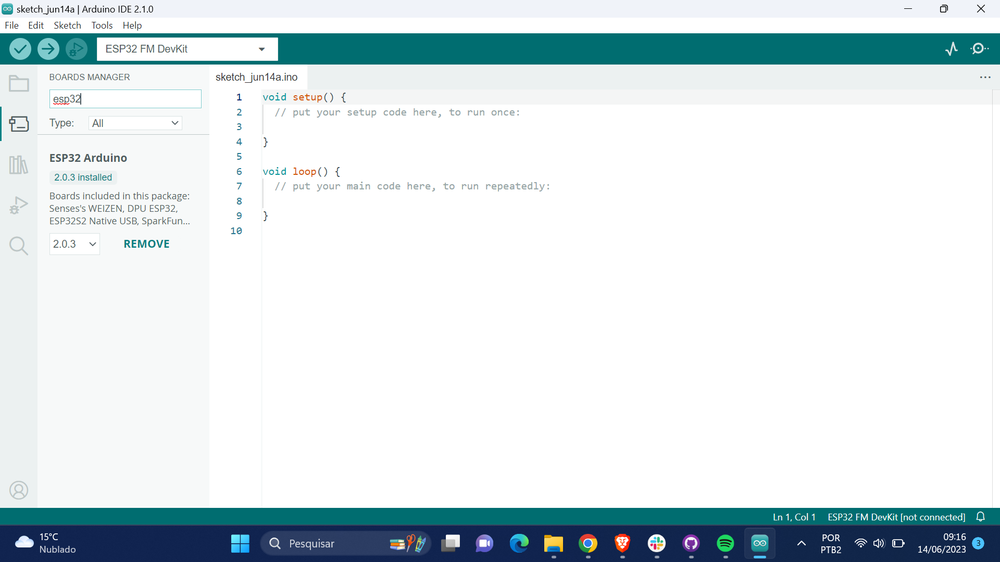 sketch_jun14a | Arduino IDE 2.1.0
File Edit Sketch Tools Help
ESP32 FM DevKit
BOARDS MANAGER
esp32
Type: All
ESP32 Arduino
2.0.3 installed
Boards included in this package:
Senses's WEIZEN, DPU ESP32,
ESP32S2 Native USB, SparkFun...
2.0.3 REMOVE
sketch_jun14a.ino
1 void setup() {
2 // put your setup code here, to run once:
3
4 }
5
6 void loop() {
7 // put your main code here, to run repeatedly:
8
9 }
10
Ln 1, Col 1 ESP32 FM DevKit [not connected]
15°C
Nublado
Pesquisar
POR
PTB2
09:16
14/06/2023
3